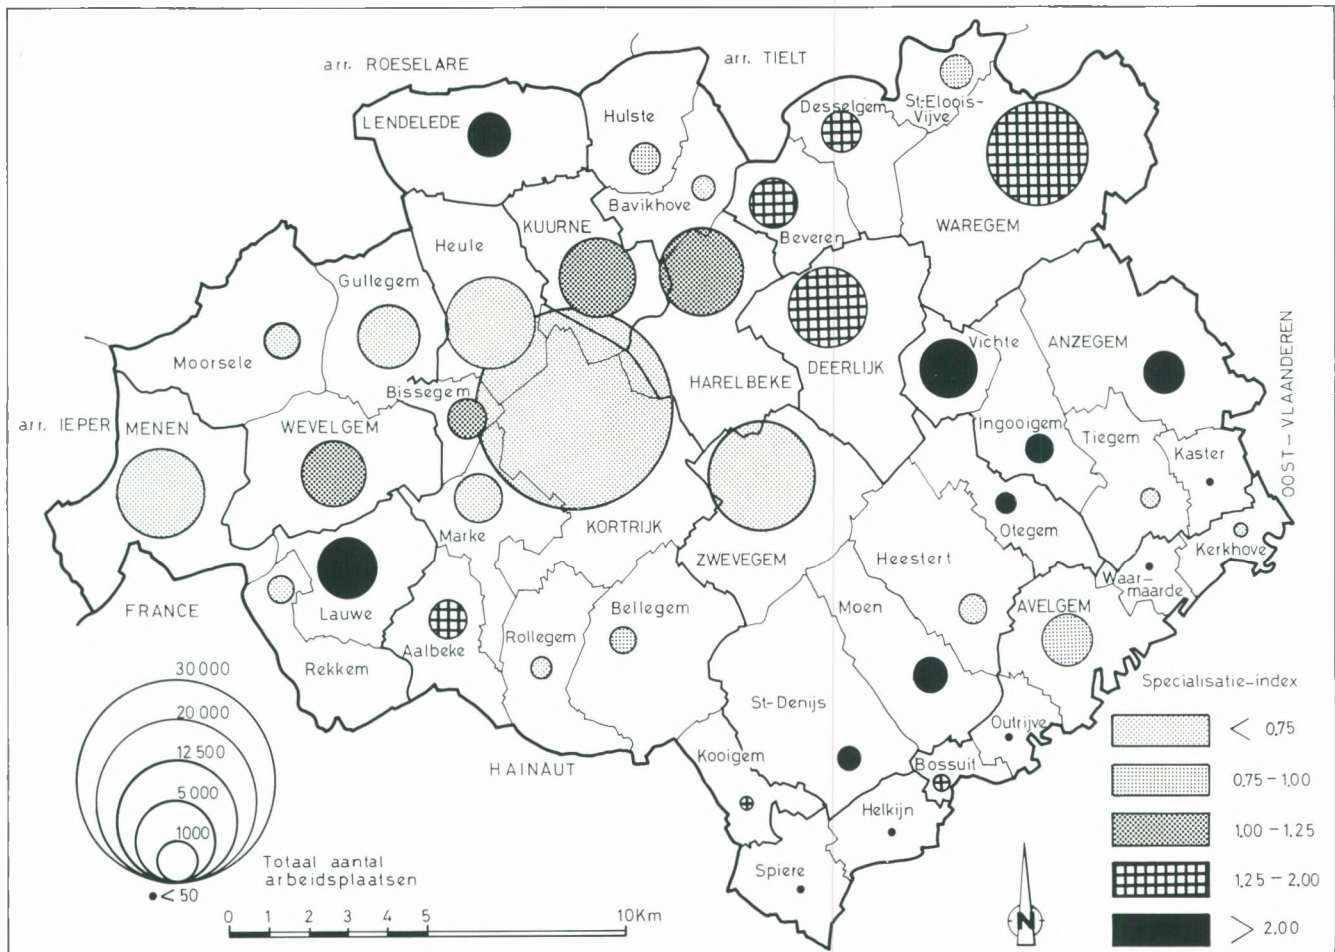 arr. ROESELARE
arr. TIELT
LENDELEDE
Hulste
Desselgem
St-Eloois-
Vijve
Bavikhove
KUURNE
Heule
Beveren
WAREGEM
Gullegem
Moorsele
Bissegem
HARELBEKE
DEERLIJK
Vichte
ANZEGEM
OOST-VLAANDEREN
arr. IEPER
MENEN
WEVELGEM
Ingooigem
Tiegem
Kaster
Marke
KORTRIJK
ZWEVEGEM
Otegem
Heestert
Kerkhove
Waar-
maarde
FRANCE
Lauwe
Aalbeke
Rollegem
Bellegem
Moen
AVELGEM
Rekkem
St-Denijs
Outrijve
HAINAUT
Kooigem
Bossuit
Helkijn
Spiere
30 000
20 000
12 500
5 000
1000
<50
Totaal aantal
arbeidsplaatsen
0 1 2 3 4 5 10Km
N
Specialisatie-index
< 0,75
0,75 – 1,00
1,00 – 1,25
1,25 – 2,00
> 2,00